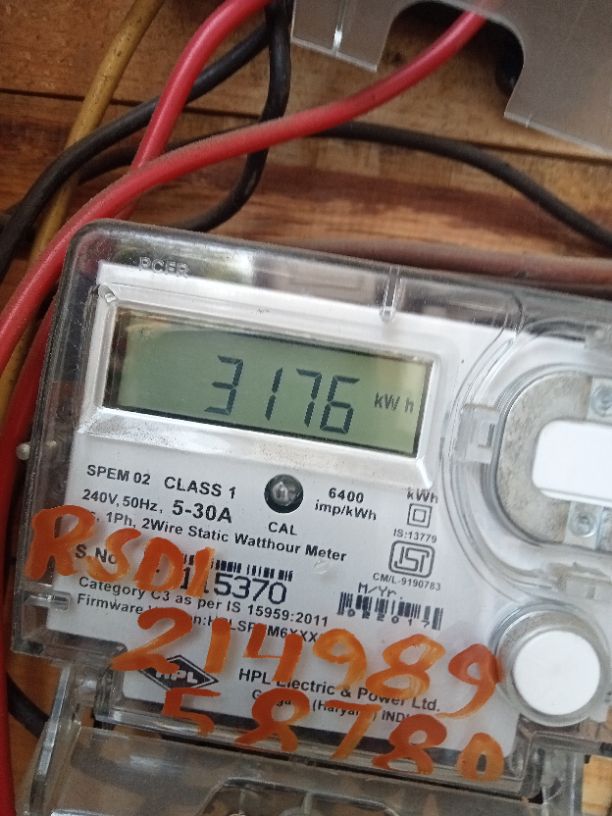 3176 kWh
SPEM 02 CLASS 1
6400 imp/kWh
kWh
240V, 50Hz, 5-30A
CAL
IS:13779
1Ph, 2Wire Static Watthour Meter
S. No
15370
CM/L-9190783
M/Yr.
022017
Category C3 as per IS 15959:2011
Firmware
HPL
HPL Electric & Power Ltd.
RSD1
214989
58780